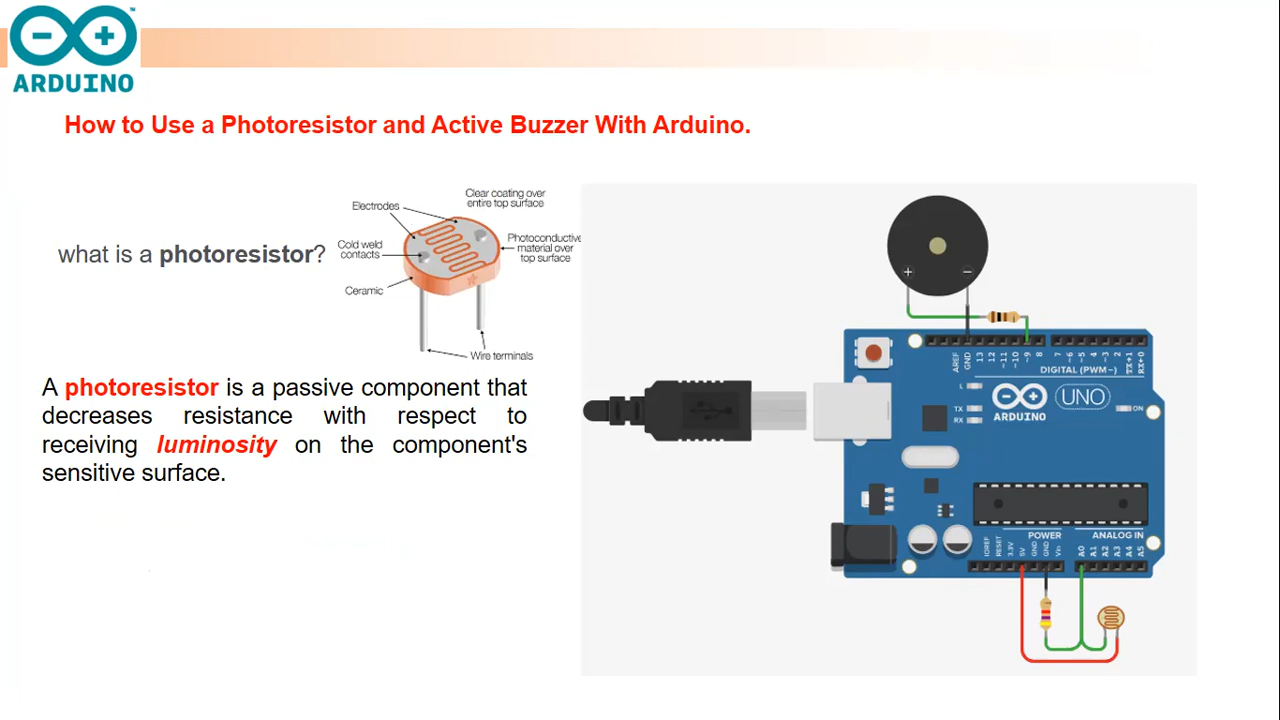 ARDUINO
How to Use a Photoresistor and Active Buzzer With Arduino.
what is a photoresistor?
Electrodes
Clear coating over
entire top surface
Cold weld
contacts
Photoconductive
material over
top surface
Ceramic
Wire terminals
A photoresistor is a passive component that
decreases resistance with respect to
receiving luminosity on the component's
sensitive surface.
+ −
AREF GND 13 12 ~11 ~10 ~9 8 7 ~6 ~5 4 ~3 2 TX→1 RX←0
DIGITAL (PWM~)
L
TX
RX
ARDUINO
UNO
ON
POWER
ANALOG IN
IOREF RESET 3.3V 5V GND GND Vin A0 A1 A2 A3 A4 A5